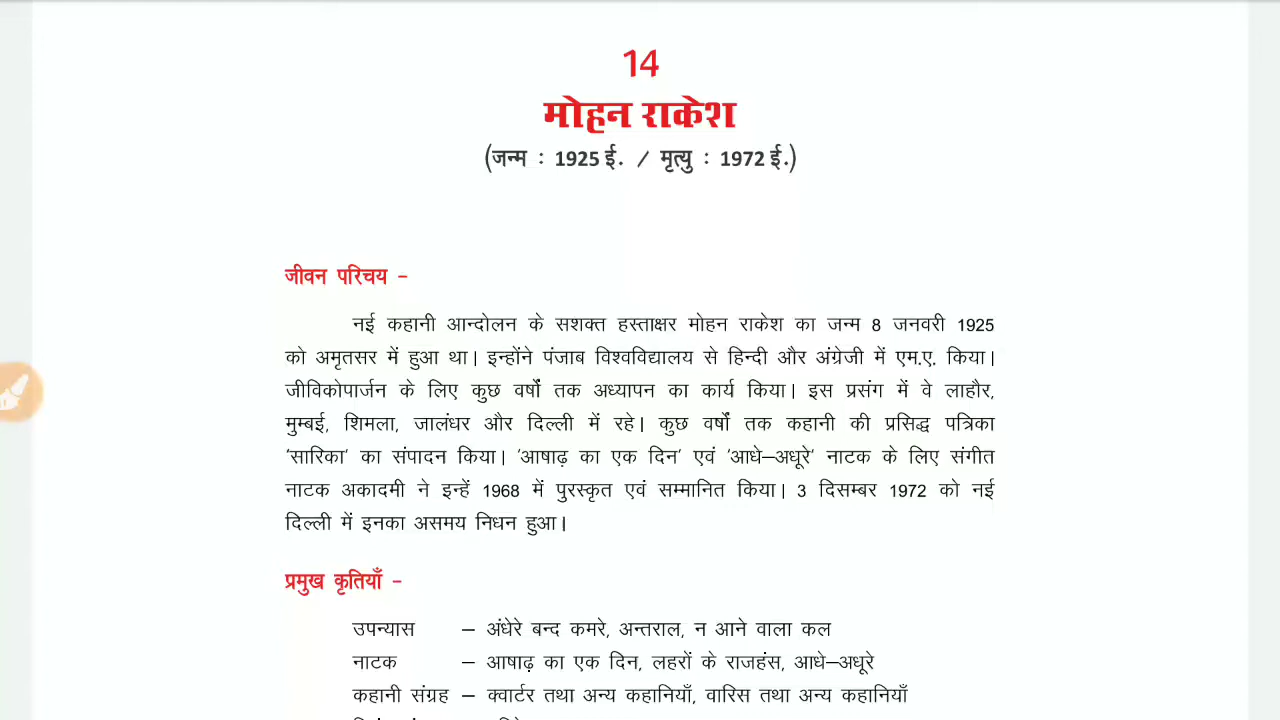 14
मोहन राकेश
(जन्म : 1925 ई. / मृत्यु : 1972 ई.)
जीवन परिचय –
नई कहानी आन्दोलन के सशक्त हस्ताक्षर मोहन राकेश का जन्म 8 जनवरी 1925
को अमृतसर में हुआ था। इन्होंने पंजाब विश्वविद्यालय से हिन्दी और अंग्रेजी में एम.ए. किया।
जीविकोपार्जन के लिए कुछ वर्षों तक अध्यापन का कार्य किया। इस प्रसंग में वे लाहौर,
मुम्बई, शिमला, जालंधर और दिल्ली में रहे। कुछ वर्षों तक कहानी की प्रसिद्ध पत्रिका
'सारिका' का संपादन किया। 'आषाढ़ का एक दिन' एवं 'आधे–अधूरे' नाटक के लिए संगीत
नाटक अकादमी ने इन्हें 1968 में पुरस्कृत एवं सम्मानित किया। 3 दिसम्बर 1972 को नई
दिल्ली में इनका असमय निधन हुआ।
प्रमुख कृतियाँ –
उपन्यास – अंधेरे बन्द कमरे, अन्तराल, न आने वाला कल
नाटक – आषाढ़ का एक दिन, लहरों के राजहंस, आधे–अधूरे
कहानी संग्रह – क्वार्टर तथा अन्य कहानियाँ, वारिस तथा अन्य कहानियाँ